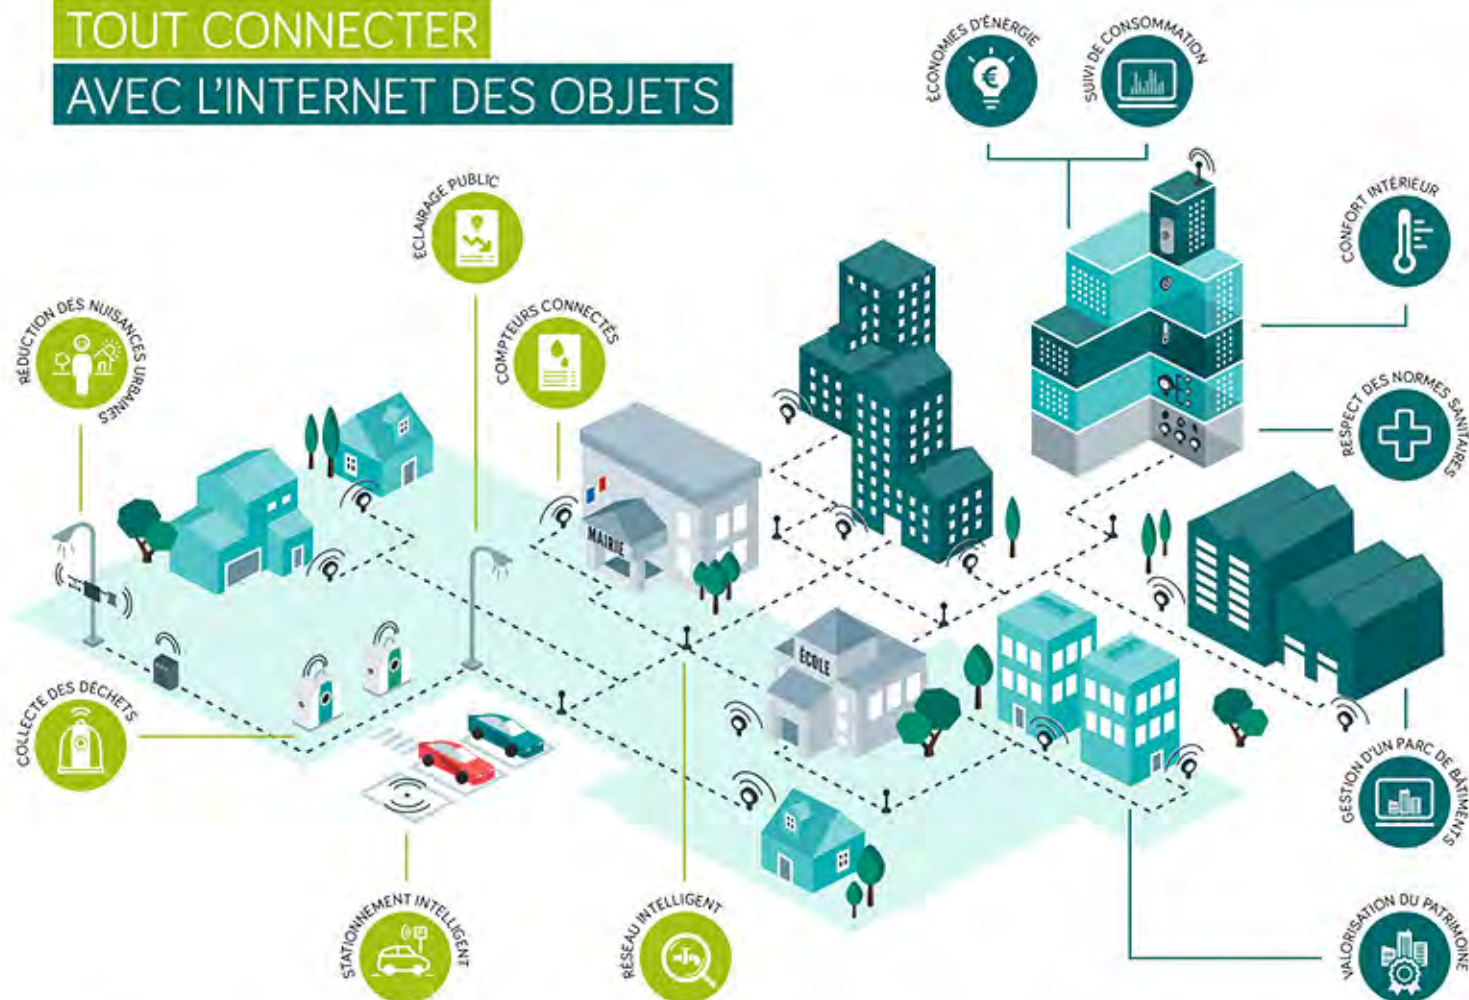 TOUT CONNECTER
AVEC L'INTERNET DES OBJETS
ÉCONOMIES D'ÉNERGIE
SUIVI DE CONSOMMATION
ÉCLAIRAGE PUBLIC
CONFORT INTÉRIEUR
RÉDUCTION DES NUISANCES URBAINES
COMPTEURS CONNECTÉS
RESPECT DES NORMES SANITAIRES
MAIRIE
ÉCOLE
COLLECTE DES DÉCHETS
GESTION D'UN PARC DE BÂTIMENTS
STATIONNEMENT INTELLIGENT
RÉSEAU INTELLIGENT
VALORISATION DU PATRIMOINE